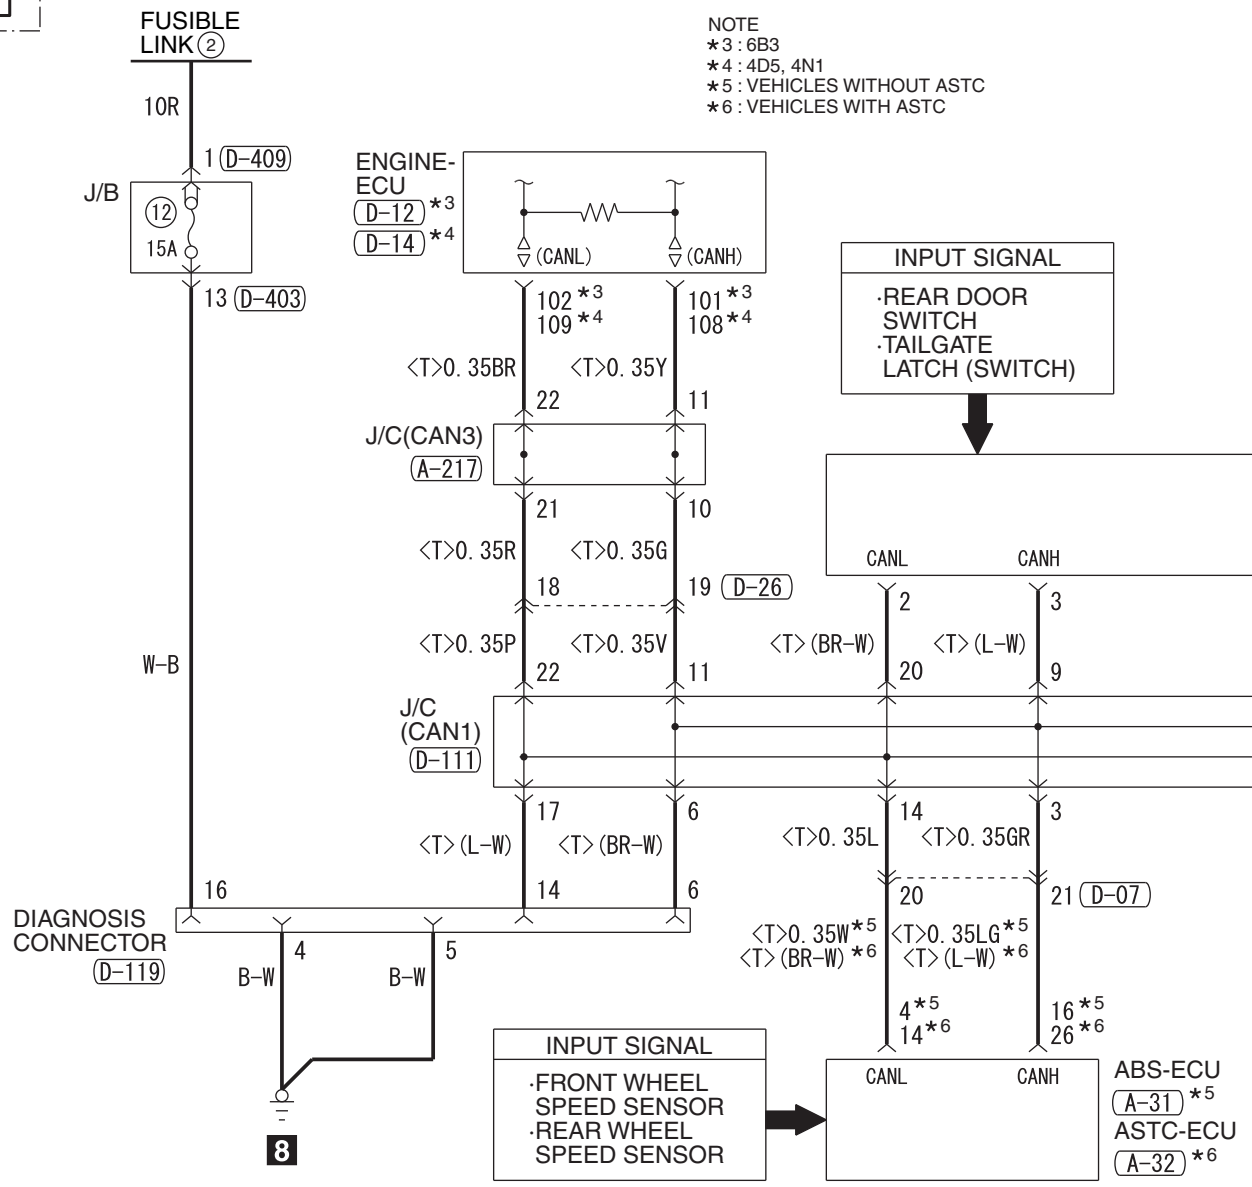 FUSIBLE
LINK 2
10R
1 D-409
J/B
12
15A
13 D-403
W-B
NOTE
*3 : 6B3
*4 : 4D5, 4N1
*5 : VEHICLES WITHOUT ASTC
*6 : VEHICLES WITH ASTC
ENGINE-
ECU
D-12 *3
D-14 *4
(CANL) (CANH)
102*3 101*3
109*4 108*4
<T>0.35BR <T>0.35Y
22 11
J/C(CAN3)
A-217
21 10
<T>0.35R <T>0.35G
18 19 D-26
<T>0.35P <T>0.35V
22 11
J/C
(CAN1)
D-111
17 6
<T>(L-W) <T>(BR-W)
16 14 6
DIAGNOSIS
CONNECTOR
D-119
4 5
B-W B-W
8
INPUT SIGNAL
·REAR DOOR
SWITCH
·TAILGATE
LATCH (SWITCH)
CANL CANH
2 3
<T>(BR-W) <T>(L-W)
20 9
14 3
<T>0.35L <T>0.35GR
20 21 D-07
<T>0.35W*5 <T>0.35LG*5
<T>(BR-W)*6 <T>(L-W)*6
4*5 16*5
14*6 26*6
CANL CANH
ABS-ECU
A-31 *5
ASTC-ECU
A-32 *6
INPUT SIGNAL
·FRONT WHEEL
SPEED SENSOR
·REAR WHEEL
SPEED SENSOR